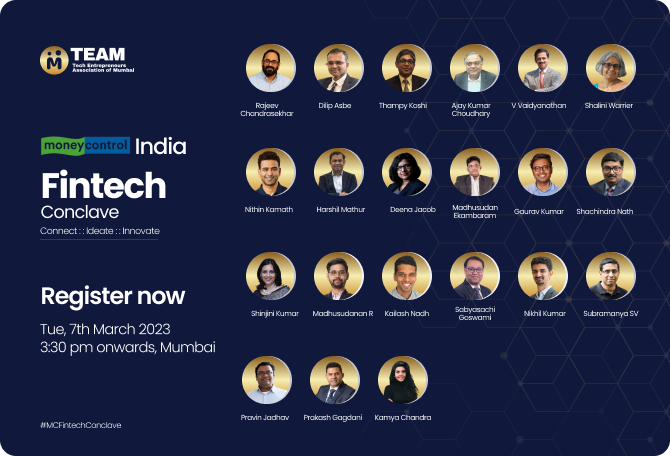 TEAM
Tech Entrepreneurs
Association of Mumbai
moneycontrol India
Fintech
Conclave
Connect : : Ideate : : Innovate
Register now
Tue, 7th March 2023
3:30 pm onwards, Mumbai
#MCFintechConclave
Rajeev
Chandrasekhar
Dilip Asbe
Thampy Koshi
Ajay Kumar
Choudhary
V Vaidyanathan
Shalini Warrier
Nithin Kamath
Harshil Mathur
Deena Jacob
Madhusudan
Ekambaram
Gaurav Kumar
Shachindra Nath
Shinjini Kumar
Madhusudanan R
Kailash Nadh
Sabyasachi
Goswami
Nikhil Kumar
Subramanya SV
Pravin Jadhav
Prakash Gagdani
Kamya Chandra